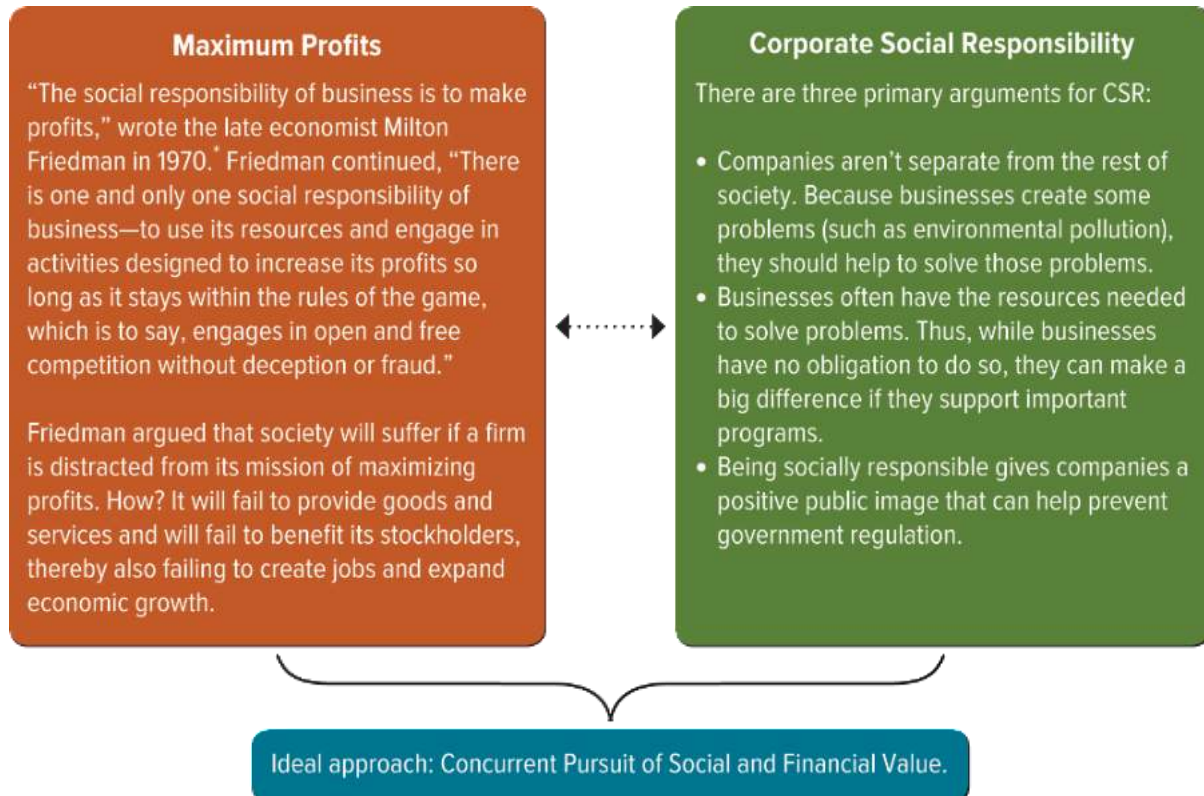 Maximum Profits
“The social responsibility of business is to make
profits,” wrote the late economist Milton
Friedman in 1970.* Friedman continued, “There
is one and only one social responsibility of
business—to use its resources and engage in
activities designed to increase its profits so
long as it stays within the rules of the game,
which is to say, engages in open and free
competition without deception or fraud.”
Friedman argued that society will suffer if a firm
is distracted from its mission of maximizing
profits. How? It will fail to provide goods and
services and will fail to benefit its stockholders,
thereby also failing to create jobs and expand
economic growth.
Corporate Social Responsibility
There are three primary arguments for CSR:
• Companies aren’t separate from the rest of
society. Because businesses create some
problems (such as environmental pollution),
they should help to solve those problems.
• Businesses often have the resources needed
to solve problems. Thus, while businesses
have no obligation to do so, they can make a
big difference if they support important
programs.
• Being socially responsible gives companies a
positive public image that can help prevent
government regulation.
Ideal approach: Concurrent Pursuit of Social and Financial Value.